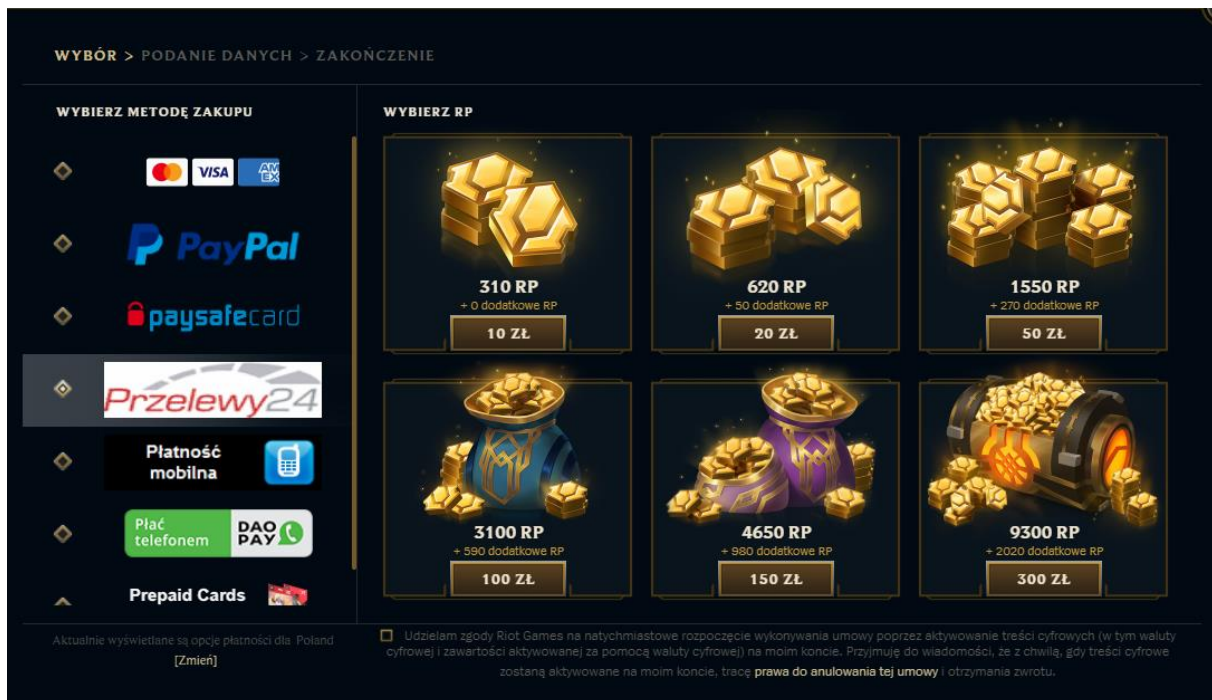 WYBÓR > PODANIE DANYCH > ZAKOŃCZENIE
WYBIERZ METODĘ ZAKUPU
VISA
AM
EX
PayPal
paysafecard
Przelewy24
Płatność
mobilna
Płać
telefonem
DAO
PAY
Prepaid Cards
Aktualnie wyświetlane są opcje płatności dla Poland
[Zmień]
WYBIERZ RP
310 RP
+ 0 dodatkowe RP
10 ZŁ
620 RP
+ 50 dodatkowe RP
20 ZŁ
1550 RP
+ 270 dodatkowe RP
50 ZŁ
3100 RP
+ 590 dodatkowe RP
100 ZŁ
4650 RP
+ 980 dodatkowe RP
150 ZŁ
9300 RP
+ 2020 dodatkowe RP
300 ZŁ
Udzielam zgody Riot Games na natychmiastowe rozpoczęcie wykonywania umowy poprzez aktywowanie treści cyfrowych (w tym waluty
cyfrowej i zawartości aktywowanej za pomocą waluty cyfrowej) na moim koncie. Przyjmuję do wiadomości, że z chwilą, gdy treści cyfrowe
zostaną aktywowane na moim koncie, tracę prawa do anulowania tej umowy i otrzymania zwrotu.